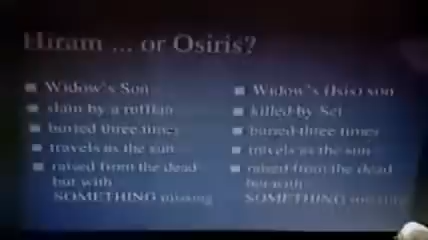 Hiram ... or Osiris?
Widow's Son
slain by a ruffian
buried three times
travels as the sun
raised from the dead
but with
SOMETHING missing
Widow's (Isis) son
killed by Set
buried three times
travels as the sun
raised from the dead
but with
SOMETHING missing